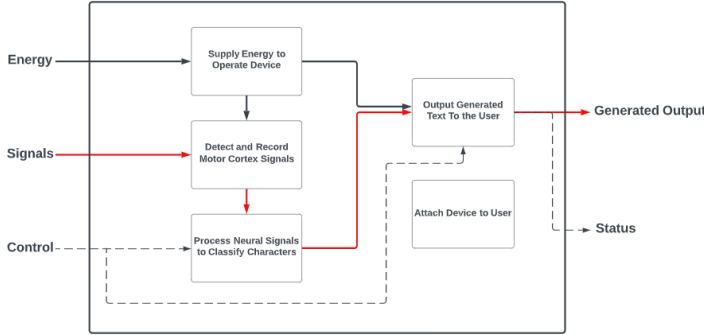 Energy
Supply Energy to
Operate Device
Output Generated
Text To the User
Generated Output
Signals
Detect and Record
Motor Cortex Signals
Attach Device to User
Control
Process Neural Signals
to Classify Characters
Status